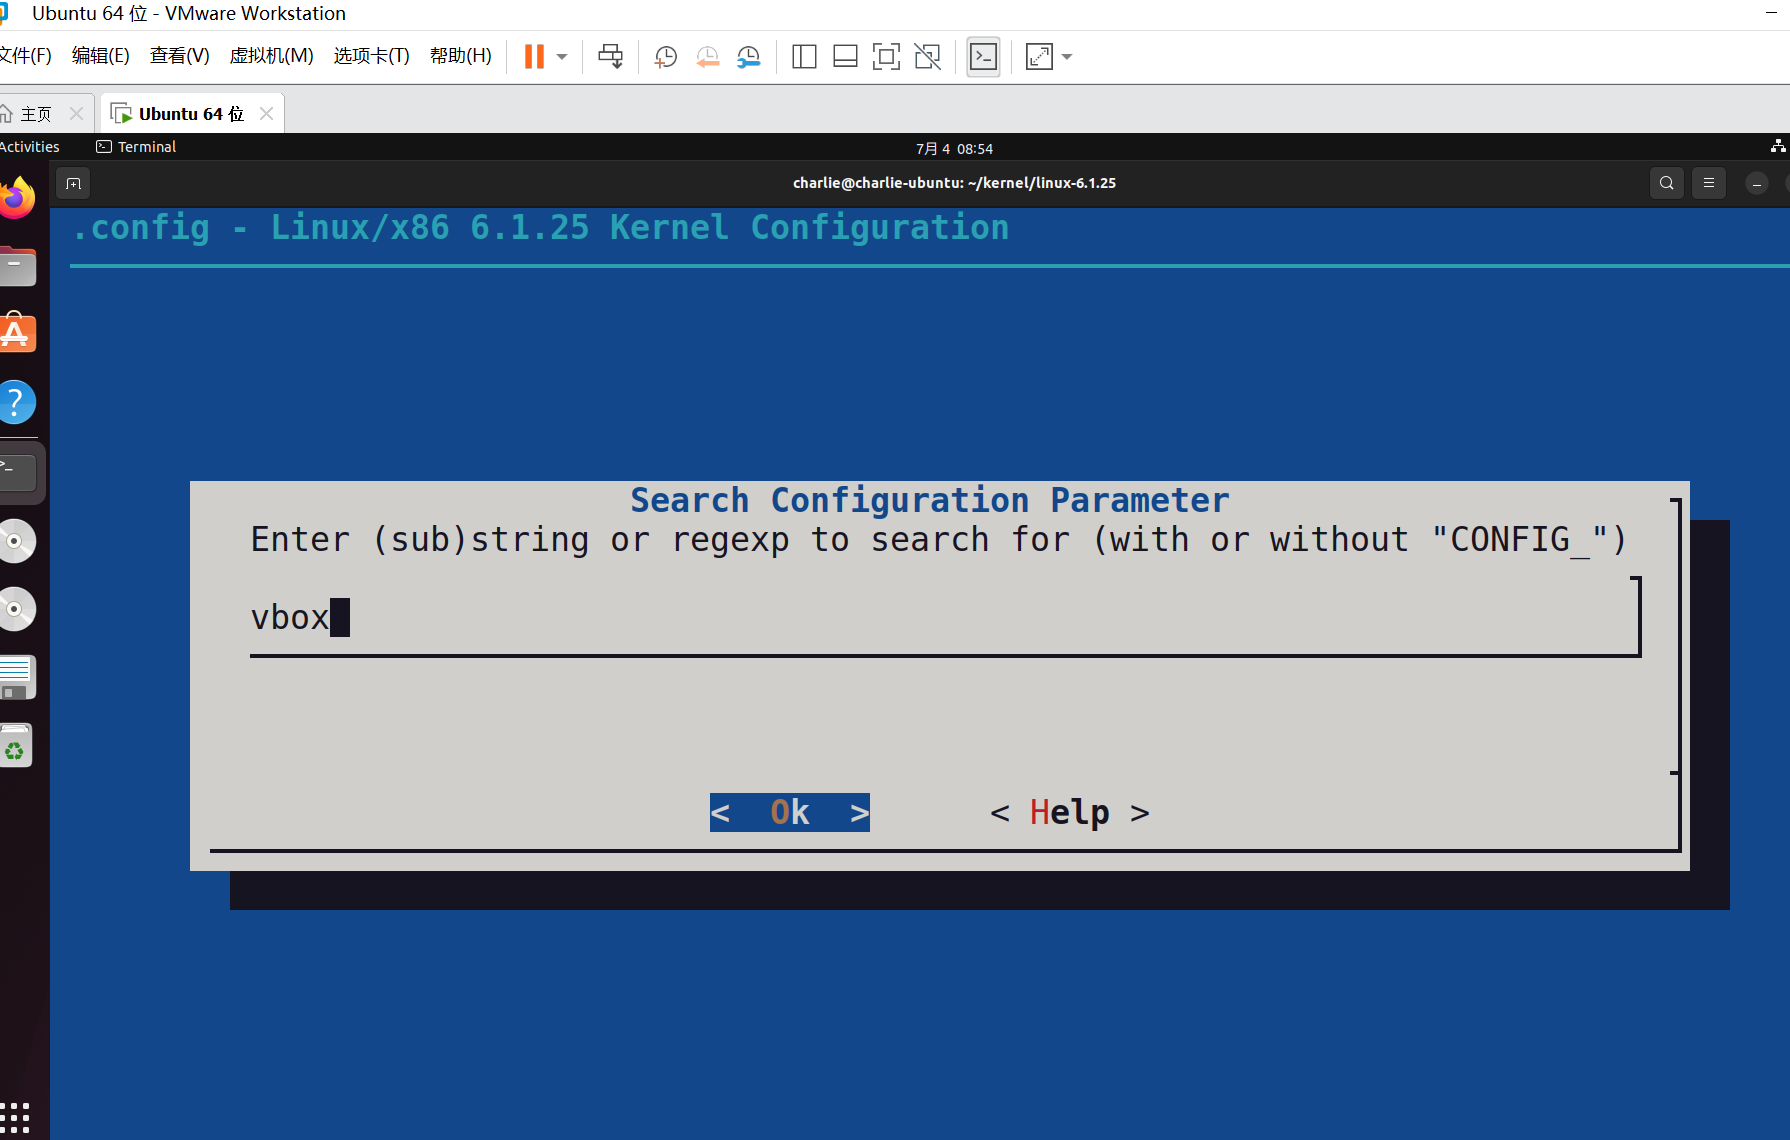 Ubuntu 64 位 - VMware Workstation
文件(F) 编辑(E) 查看(V) 虚拟机(M) 选项卡(T) 帮助(H)
主页 Ubuntu 64 位
Activities Terminal 7月 4 08:54
charlie@charlie-ubuntu: ~/kernel/linux-6.1.25
.config - Linux/x86 6.1.25 Kernel Configuration
Search Configuration Parameter
Enter (sub)string or regexp to search for (with or without "CONFIG_")
vbox
< Ok > < Help >